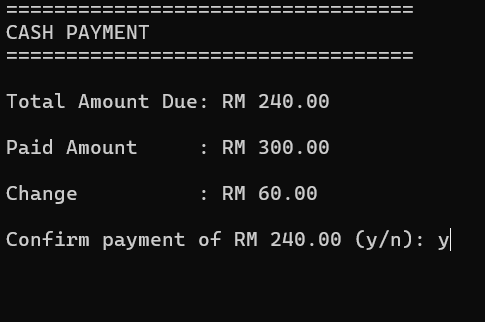 ==================================
CASH PAYMENT
==================================
Total Amount Due: RM 240.00
Paid Amount     : RM 300.00
Change          : RM 60.00
Confirm payment of RM 240.00 (y/n): y